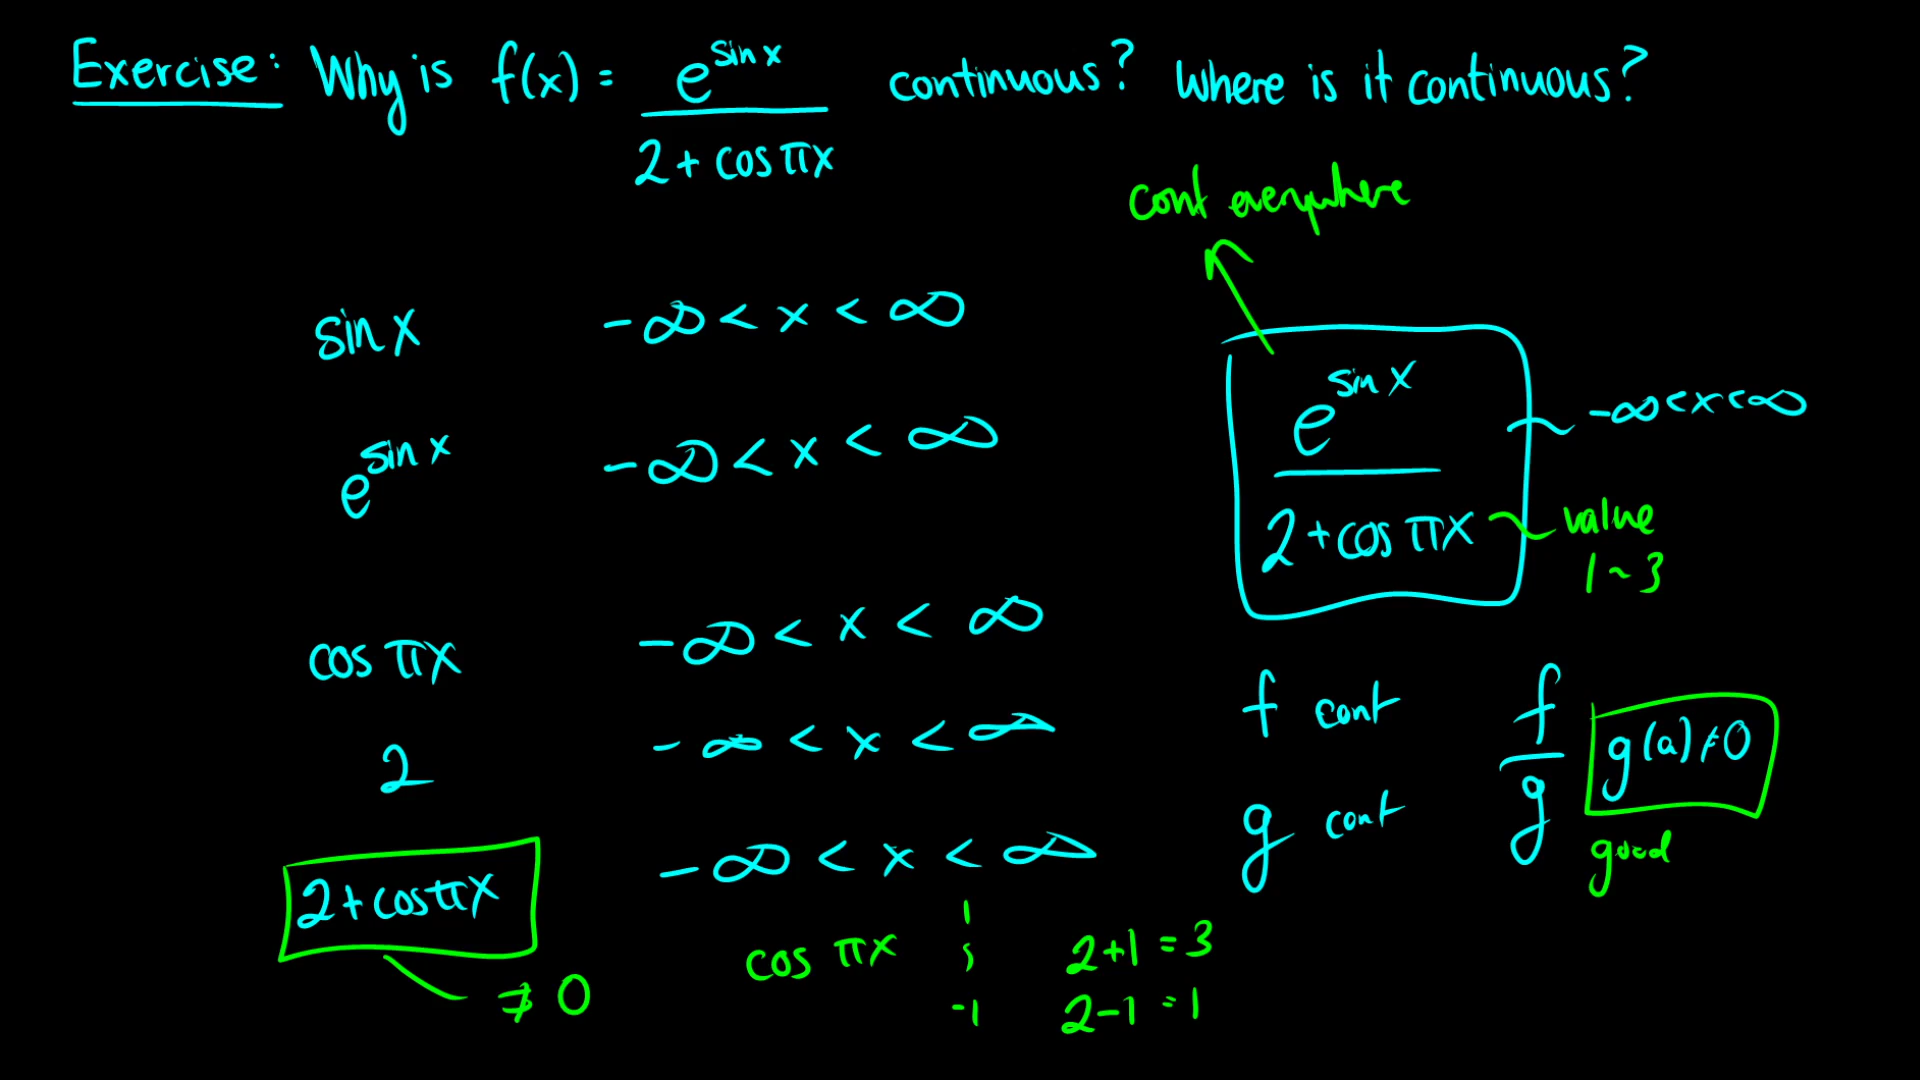 Exercise: Why is f(x) = e^{sin x} / (2 + cos πx) continuous? Where is it continuous?
cont everywhere
sin x   -∞ < x < ∞
e^{sin x}   -∞ < x < ∞
cos πx   -∞ < x < ∞
2   -∞ < x < ∞
2 + cos πx   -∞ < x < ∞
≠ 0
cos πx   1 ~ -1
2+1 = 3
2-1 = 1
e^{sin x} / (2 + cos πx)
-∞ < x < ∞
value
1 ~ 3
f cont
g cont
f/g   g(a) ≠ 0
good